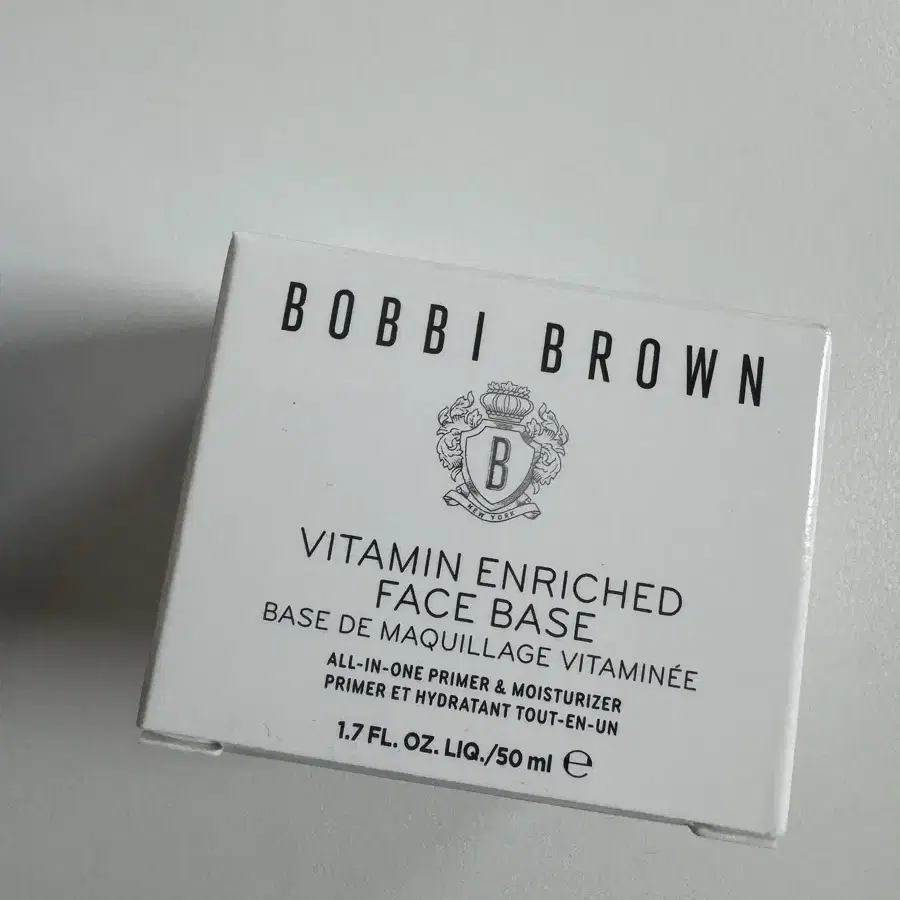 BOBBI BROWN
B
NEW YORK
VITAMIN ENRICHED
FACE BASE
BASE DE MAQUILLAGE VITAMINÉE
ALL-IN-ONE PRIMER & MOISTURIZER
PRIMER ET HYDRATANT TOUT-EN-UN
1.7 FL. OZ. LIQ./50 ml ℮